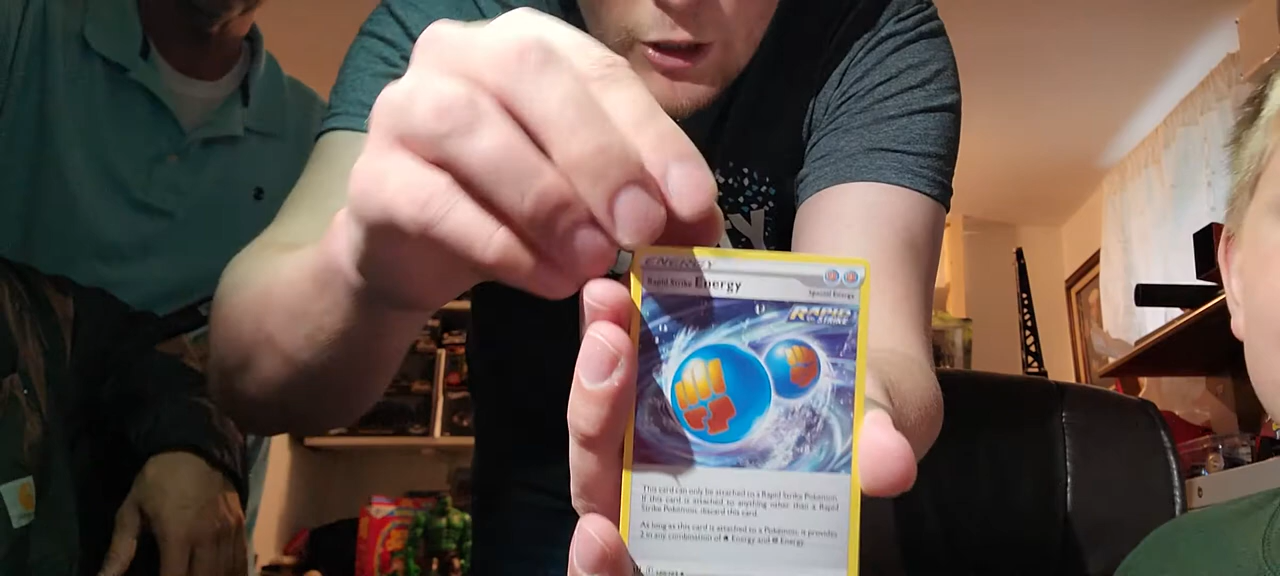 ENERGY
Rapid Strike Energy
Special Energy
RAPID
STRIKE
This card can only be attached to a Rapid Strike Pokémon.
If this card is attached to anything other than a Rapid
Strike Pokémon, discard this card.
As long as this card is attached to a Pokémon, it provides
2 in any combination of Energy and Energy.